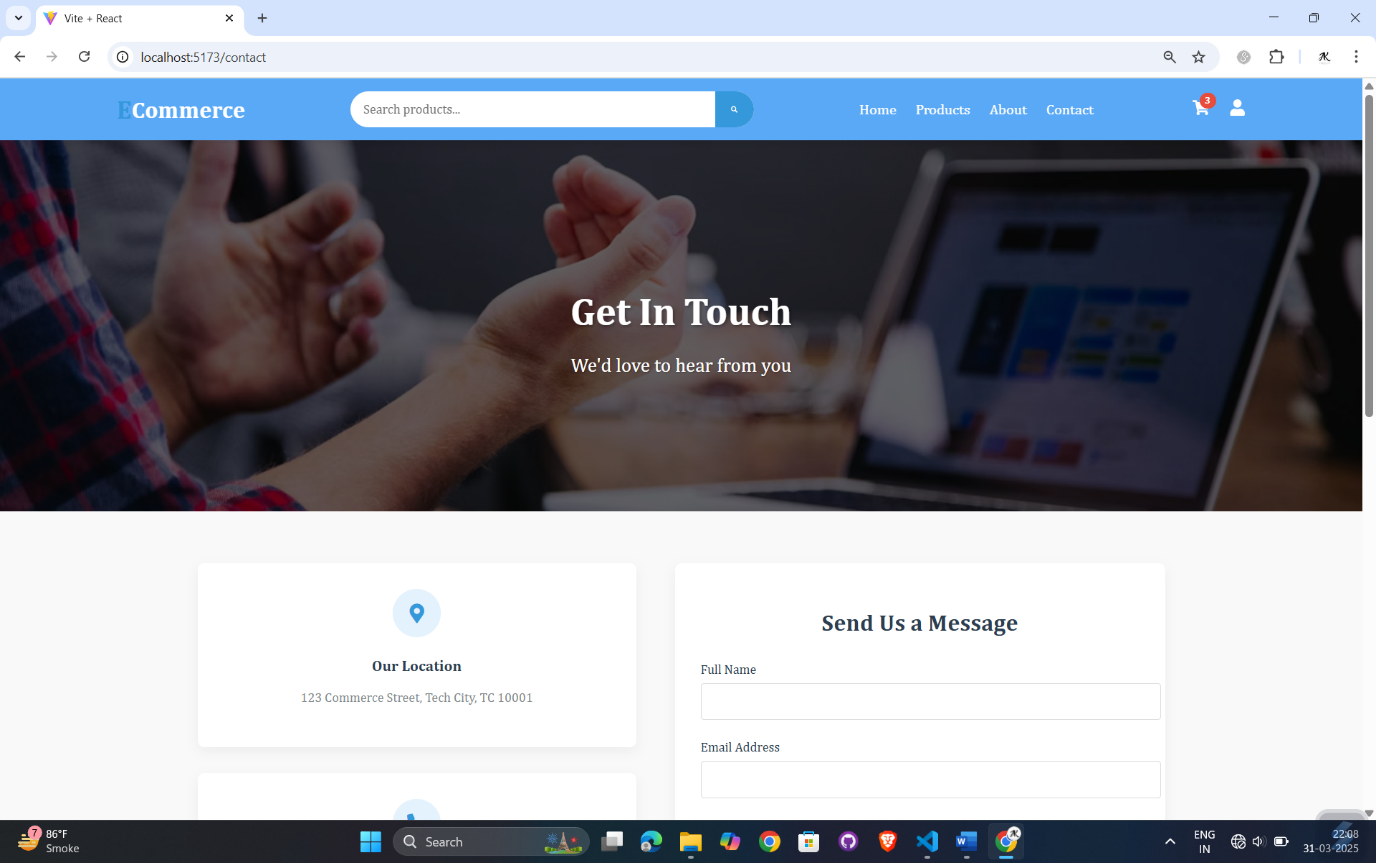 Vite + React
localhost:5173/contact
ECommerce
Search products...
Home
Products
About
Contact
3
Get In Touch
We'd love to hear from you
Our Location
123 Commerce Street, Tech City, TC 10001
Send Us a Message
Full Name
Email Address
7
86°F
Smoke
Search
ENG
IN
22:08
31-03-2025